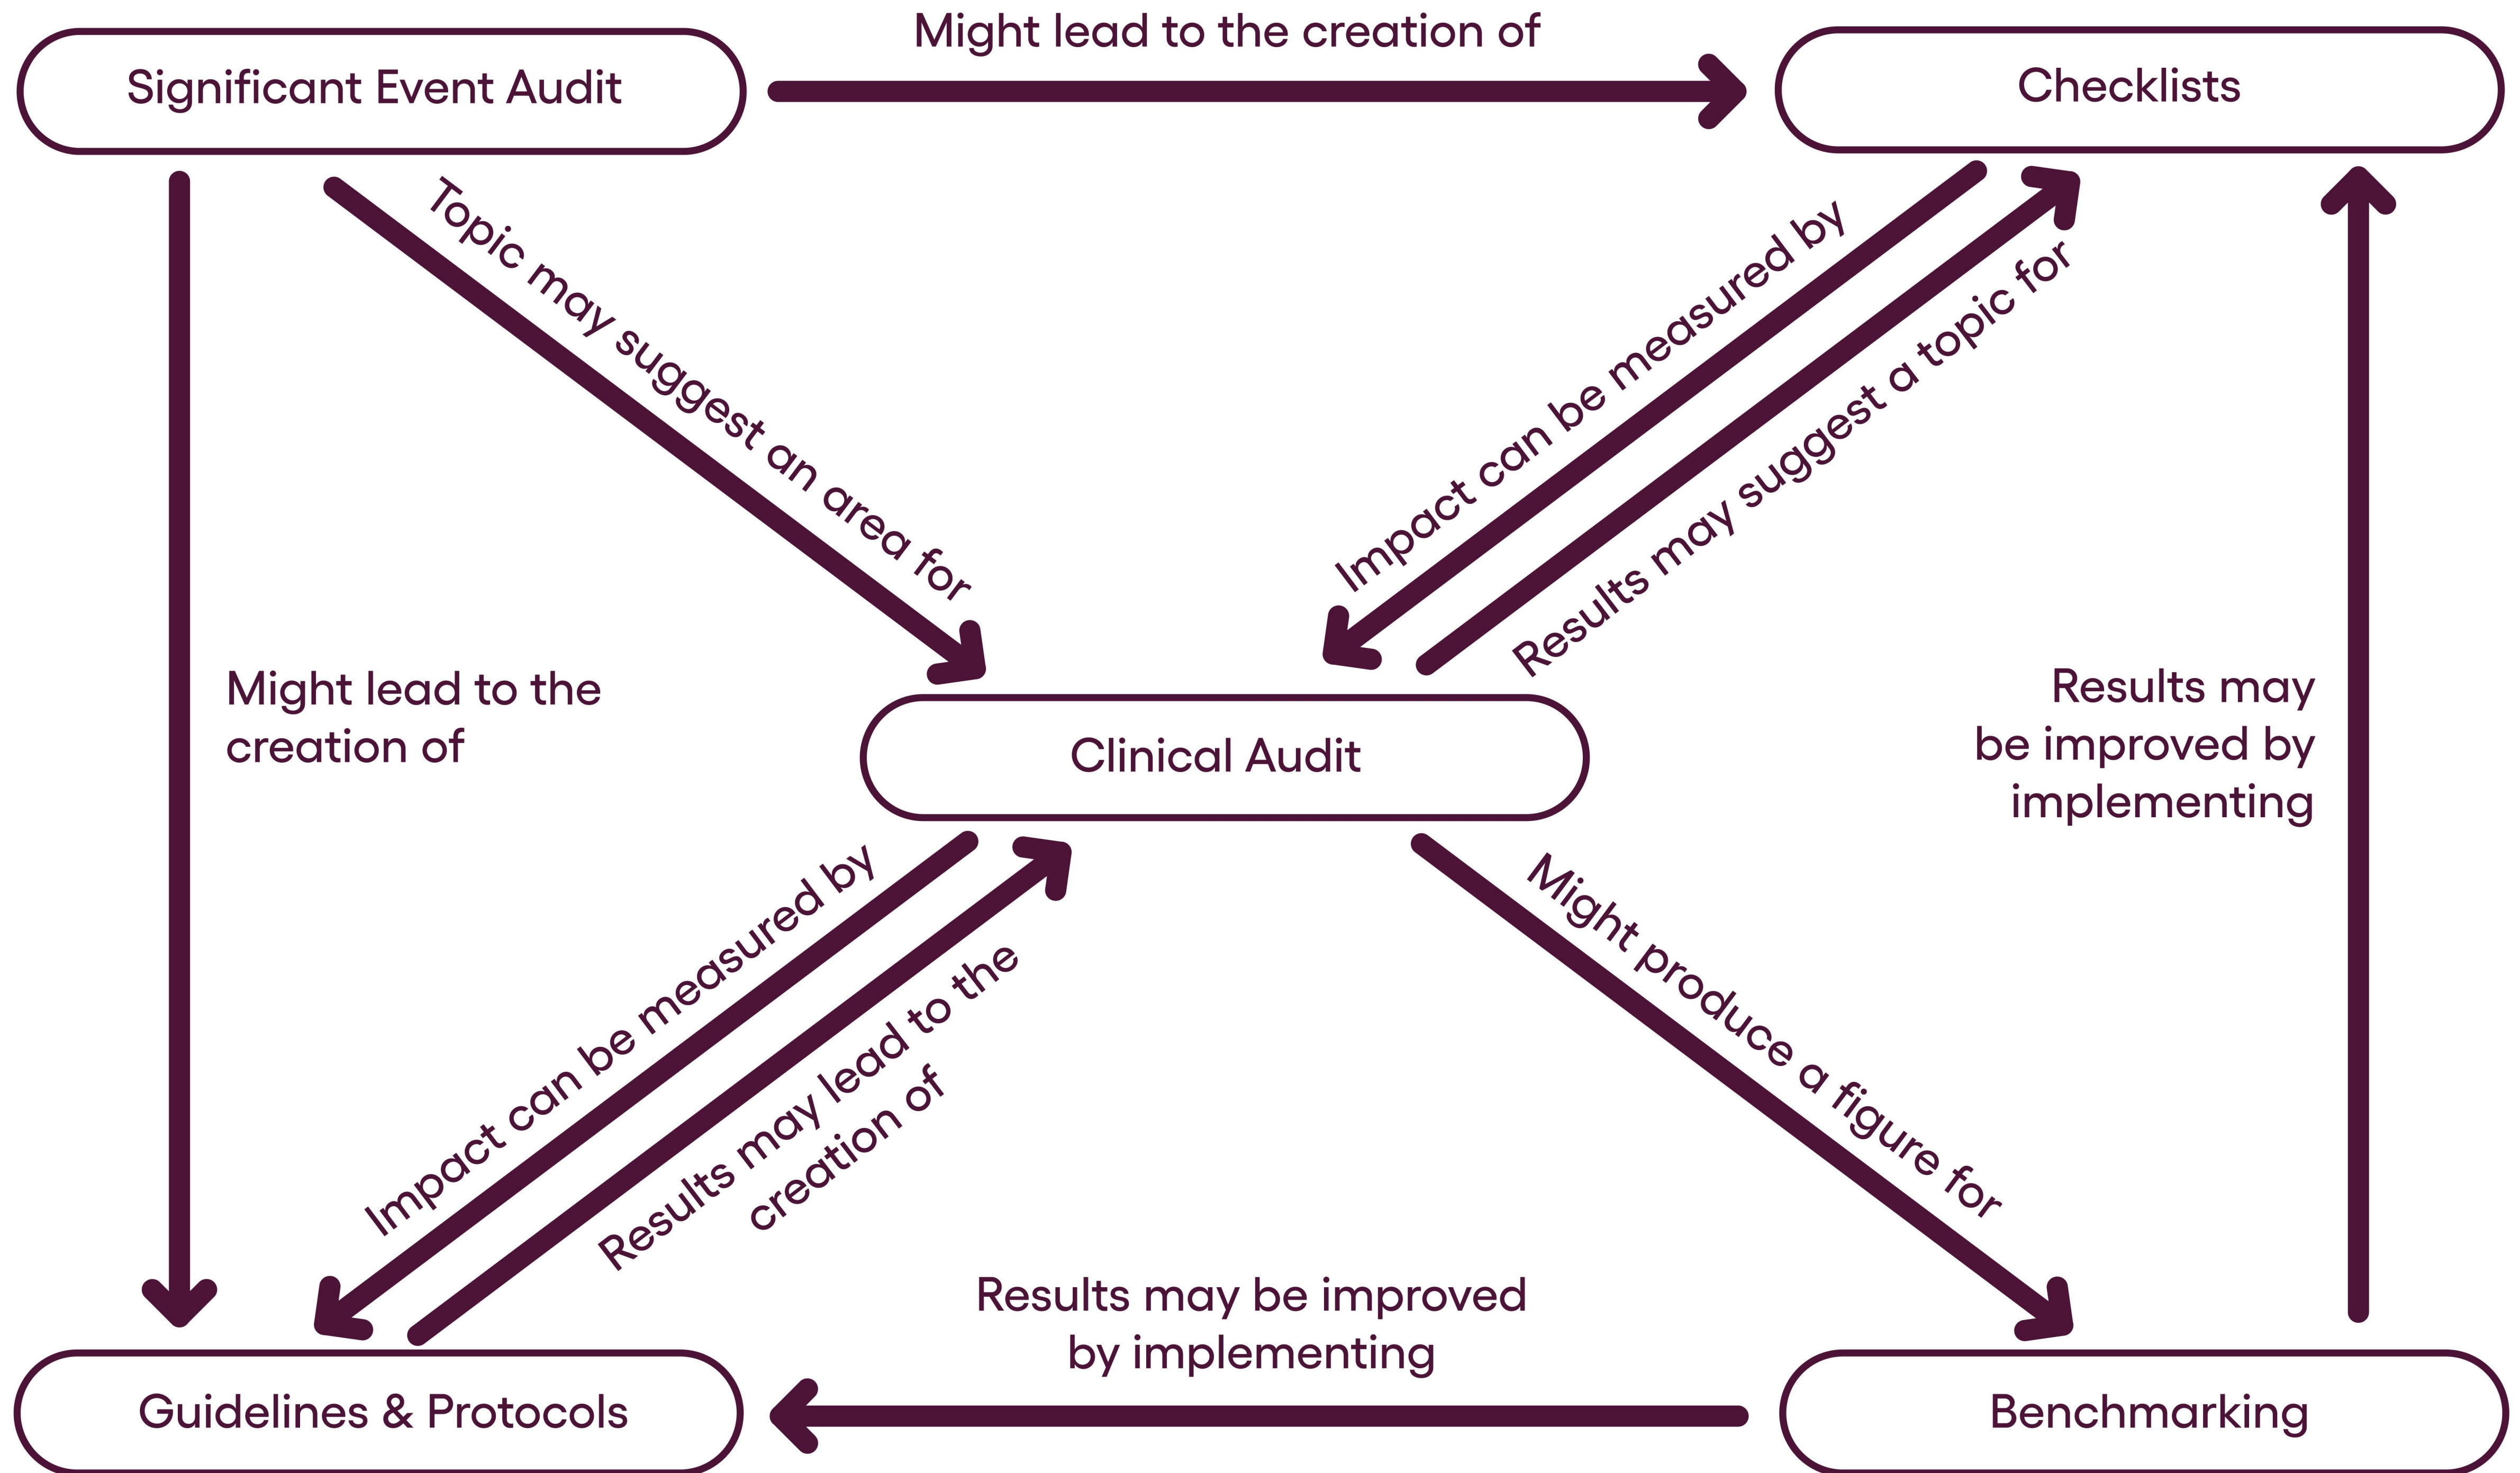 Might lead to the creation of
Significant Event Audit
Checklists
Topic may suggest an area for
Impact can be measured by
Results may suggest a topic for
Might lead to the
creation of
Clinical Audit
Results may
be improved by
implementing
Impact can be measured by
Results may lead to the
creation of
Might produce a figure for
Results may be improved
by implementing
Guidelines & Protocols
Benchmarking